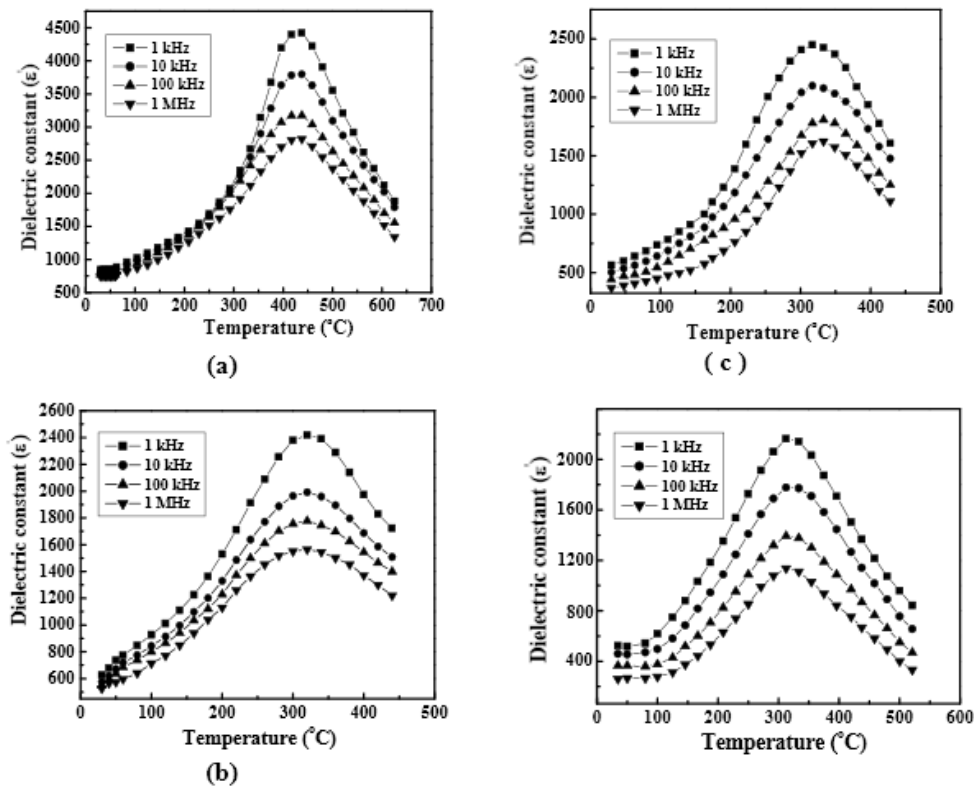 4500
4000
3500
3000
2500
2000
1500
1000
500
Dielectric constant (ε')
1 kHz
10 kHz
100 kHz
1 MHz
0 100 200 300 400 500 600 700
Temperature (°C)
(a)
2500
2000
1500
1000
500
Dielectric constant (ε')
1 kHz
10 kHz
100 kHz
1 MHz
0 100 200 300 400 500
Temperature (°C)
( c )
2600
2400
2200
2000
1800
1600
1400
1200
1000
800
600
Dielectric constant (ε')
1 kHz
10 kHz
100 kHz
1 MHz
0 100 200 300 400 500
Temperature (°C)
(b)
2000
1600
1200
800
400
Dielectric constant (ε')
1 kHz
10 kHz
100 kHz
1 MHz
0 100 200 300 400 500 600
Temperature (°C)